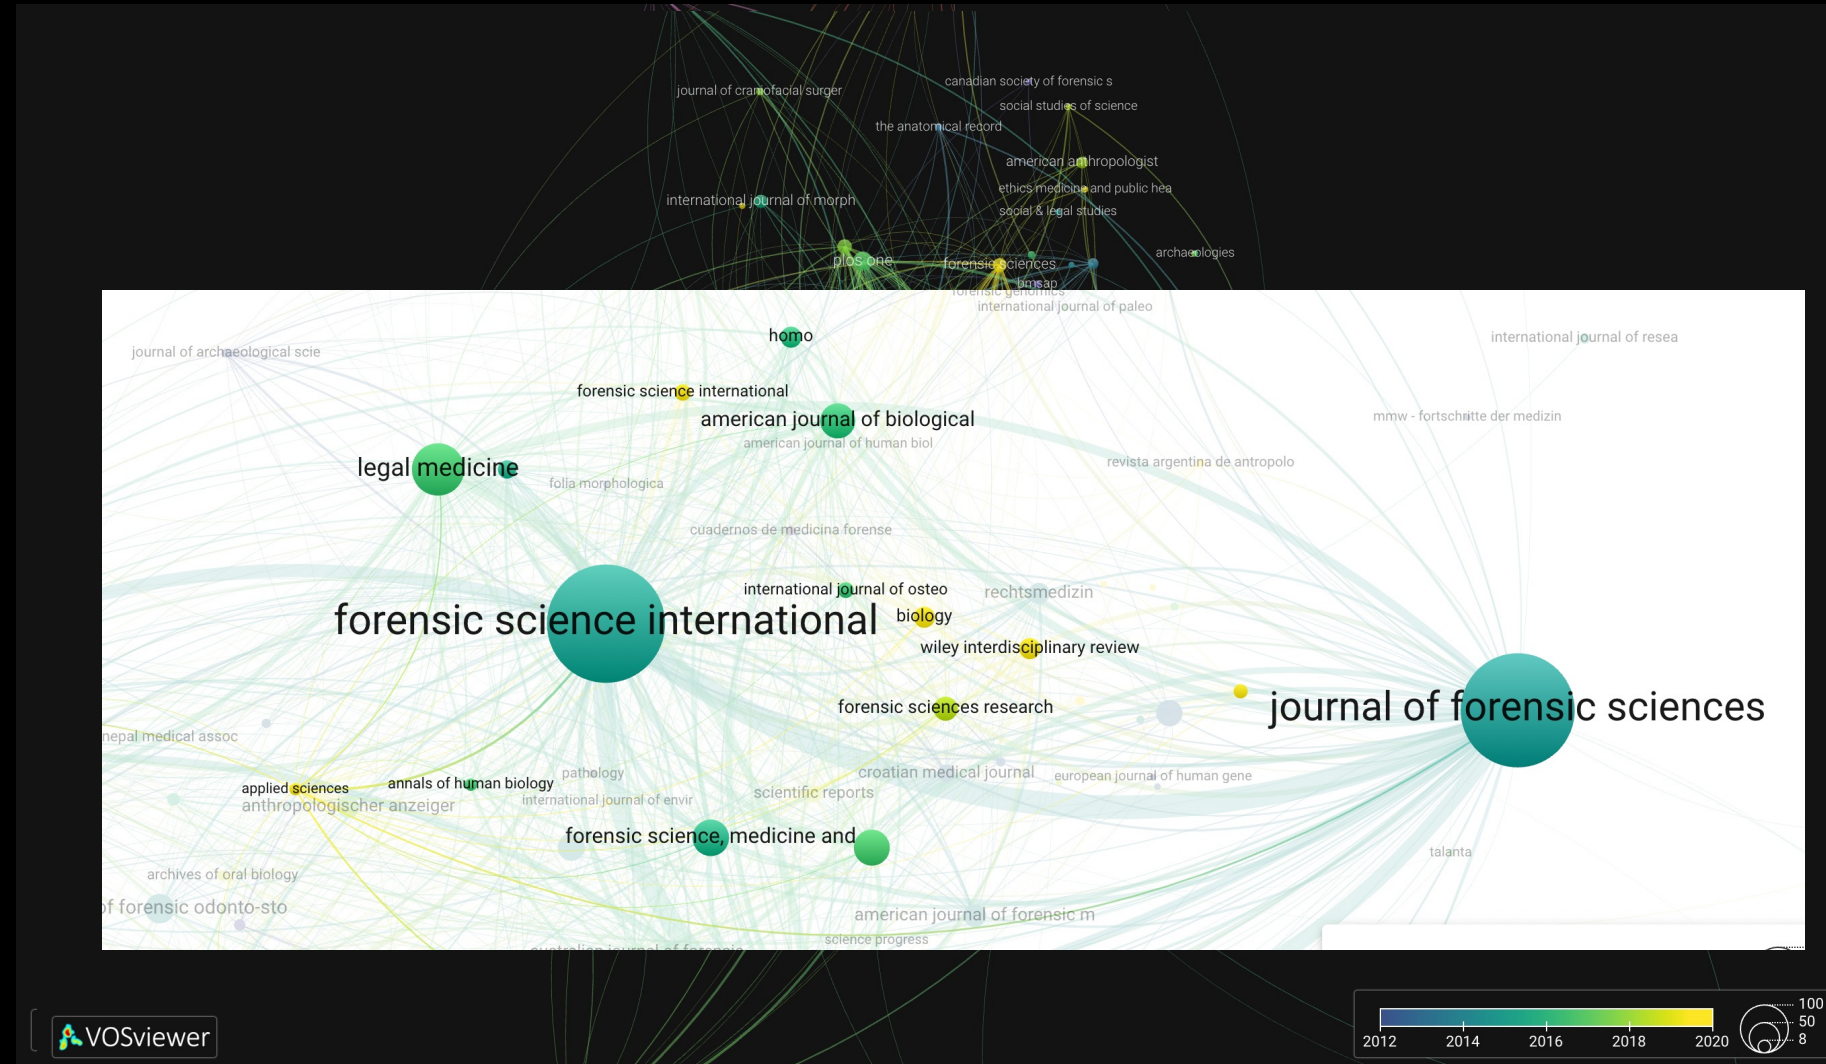 canadian society of forensic s
journal of craniofacial surger
social studies of science
the anatomical record
american anthropologist
ethics medicine and public hea
international journal of morph
social & legal studies
archaeologies
plos one
forensic sciences
bmsap
forensic genomics
international journal of paleo
homo
international journal of resea
journal of archaeological scie
forensic science international
american journal of biological
mmw - fortschritte der medizin
american journal of human biol
legal medicine
revista argentina de antropolo
folia morphologica
cuadernos de medicina forense
international journal of osteo
rechtsmedizin
forensic science international
biology
wiley interdisciplinary review
forensic sciences research
journal of forensic sciences
nepal medical assoc
croatian medical journal
european journal of human gene
pathology
applied sciences
annals of human biology
scientific reports
international journal of envir
anthropologischer anzeiger
forensic science, medicine and
talanta
archives of oral biology
of forensic odonto-sto
american journal of forensic m
science progress
australian journal of forensic
VOSviewer
2012 2014 2016 2018 2020
100
50
8